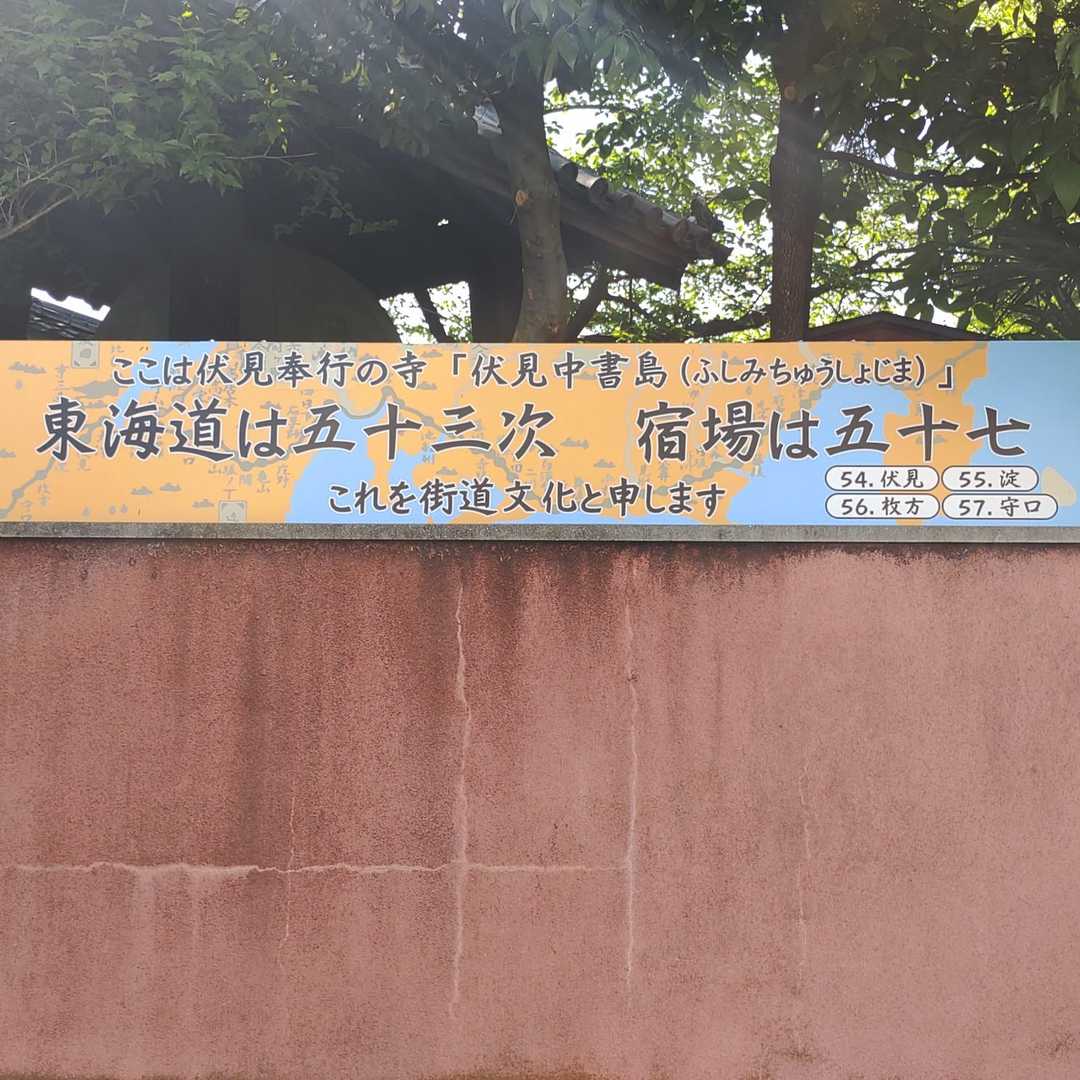 ここは伏見奉行の寺「伏見中書島(ふしみちゅうしょじま)」
東海道は五十三次 宿場は五十七
これを街道文化と申します
54.伏見 55.淀
56.枚方 57.守口